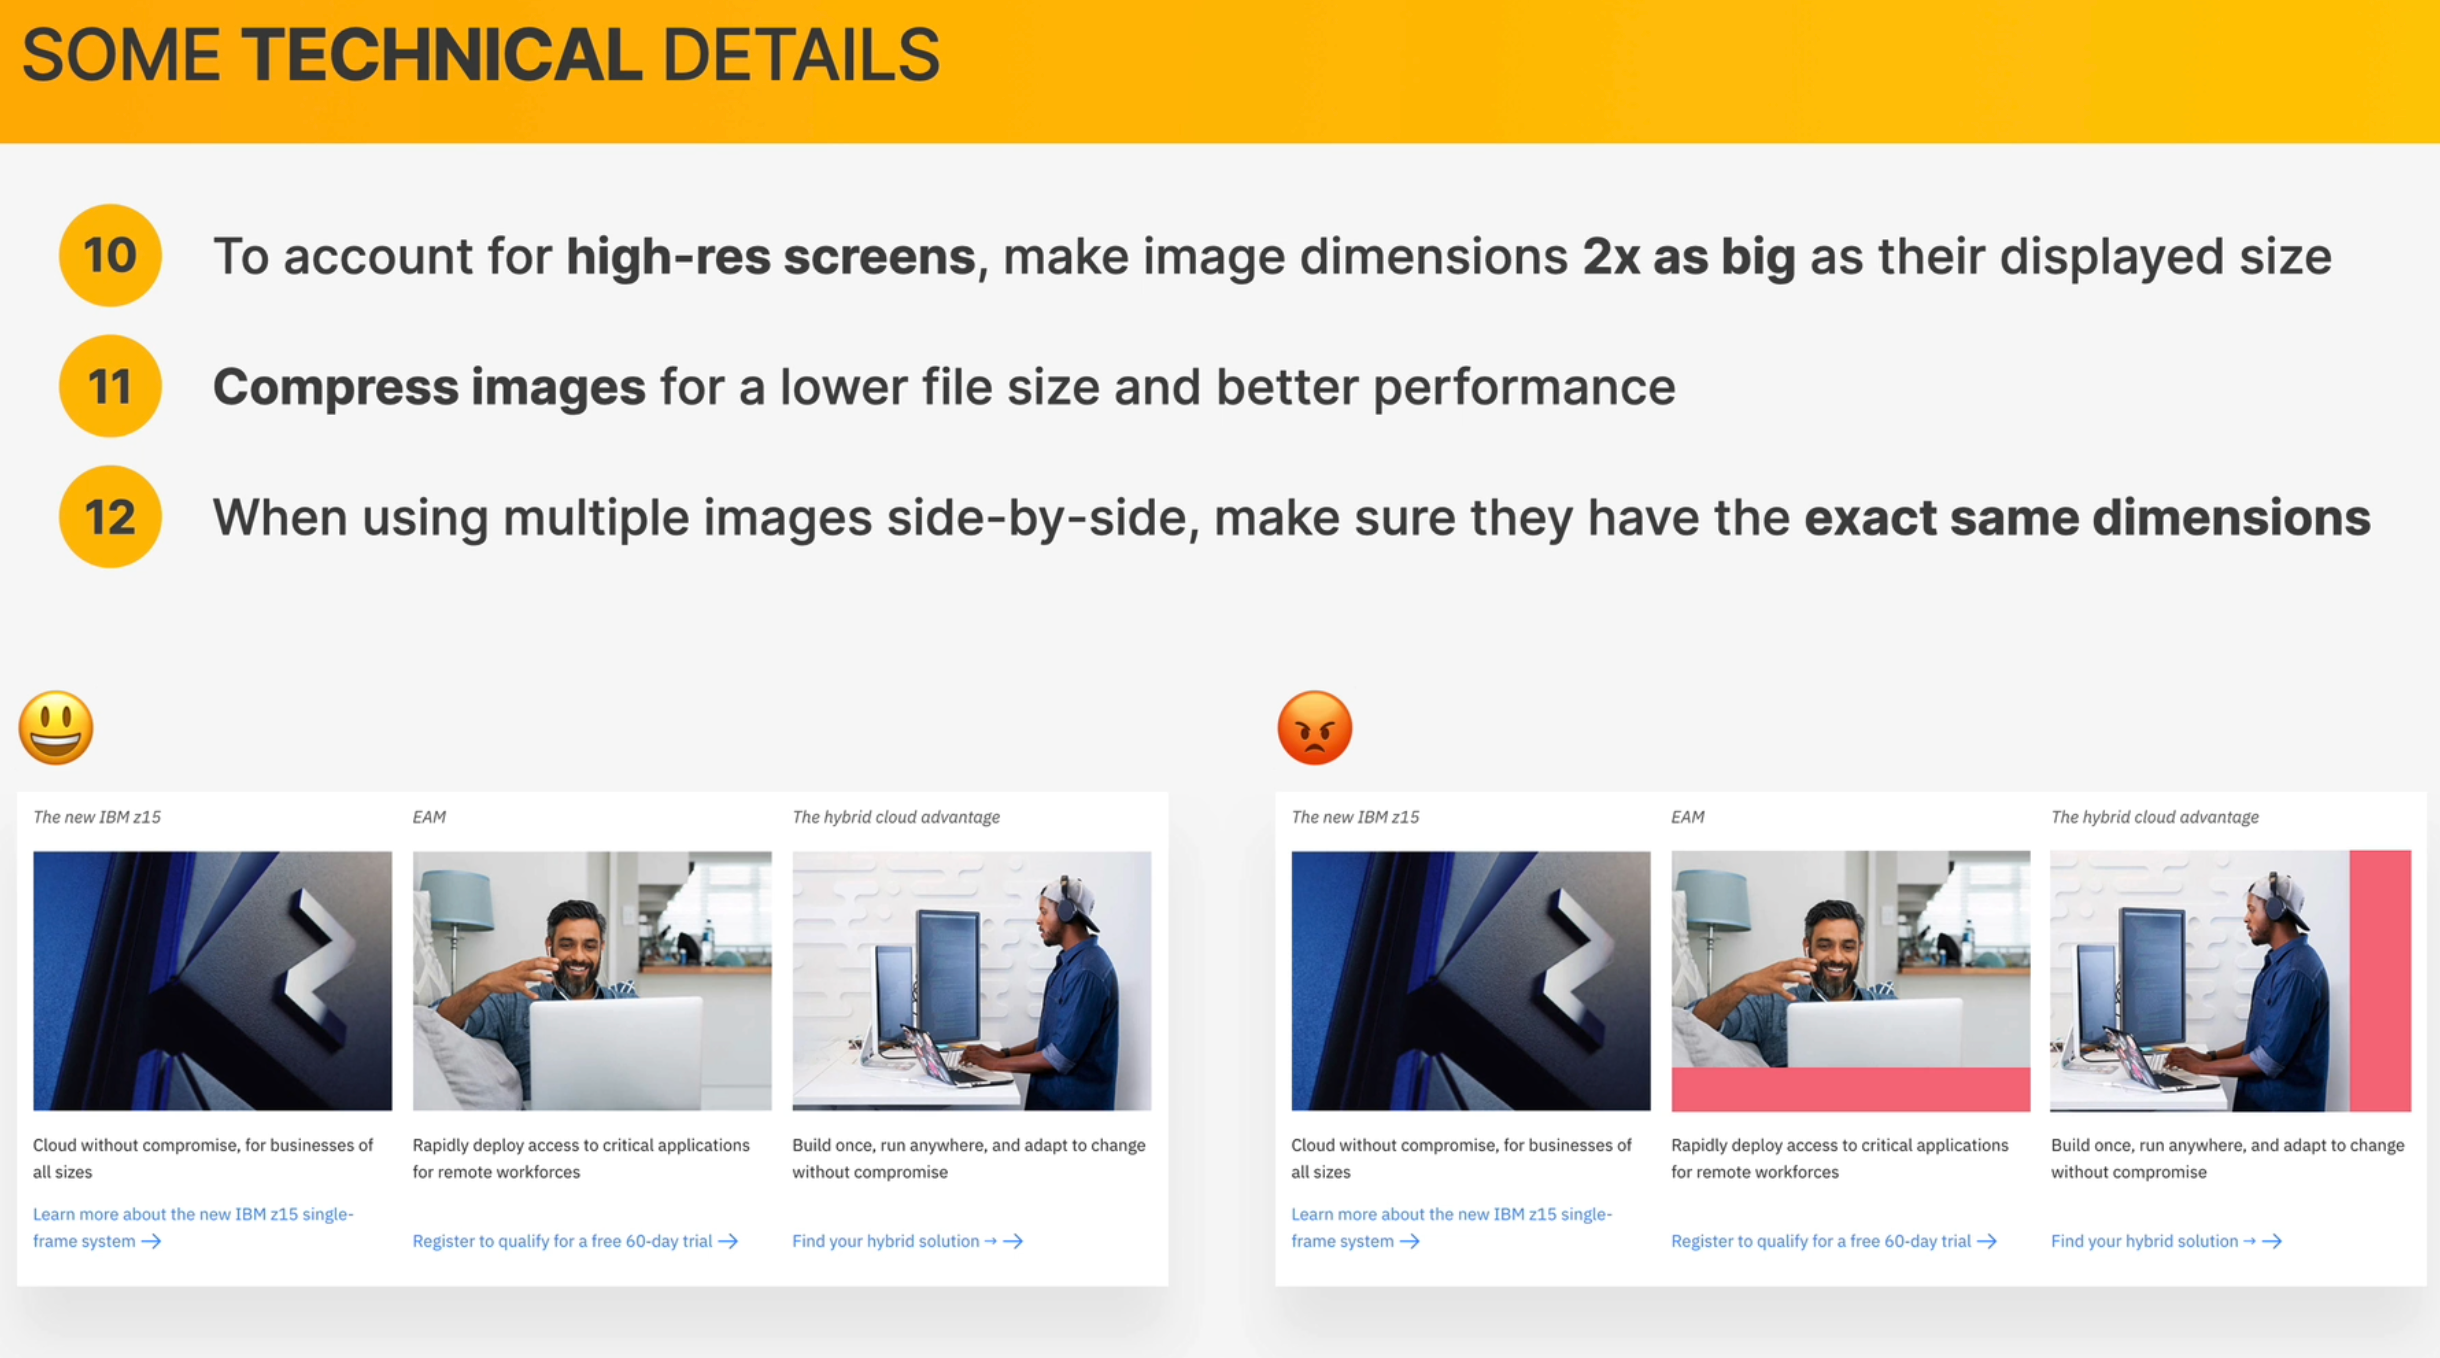 SOME TECHNICAL DETAILS
10 To account for high-res screens, make image dimensions 2x as big as their displayed size
11 Compress images for a lower file size and better performance
12 When using multiple images side-by-side, make sure they have the exact same dimensions
The new IBM z15
EAM
The hybrid cloud advantage
Cloud without compromise, for businesses of
all sizes
Rapidly deploy access to critical applications
for remote workforces
Build once, run anywhere, and adapt to change
without compromise
Learn more about the new IBM z15 single-
frame system →
Register to qualify for a free 60-day trial →
Find your hybrid solution → →
The new IBM z15
EAM
The hybrid cloud advantage
Cloud without compromise, for businesses of
all sizes
Rapidly deploy access to critical applications
for remote workforces
Build once, run anywhere, and adapt to change
without compromise
Learn more about the new IBM z15 single-
frame system →
Register to qualify for a free 60-day trial →
Find your hybrid solution → →